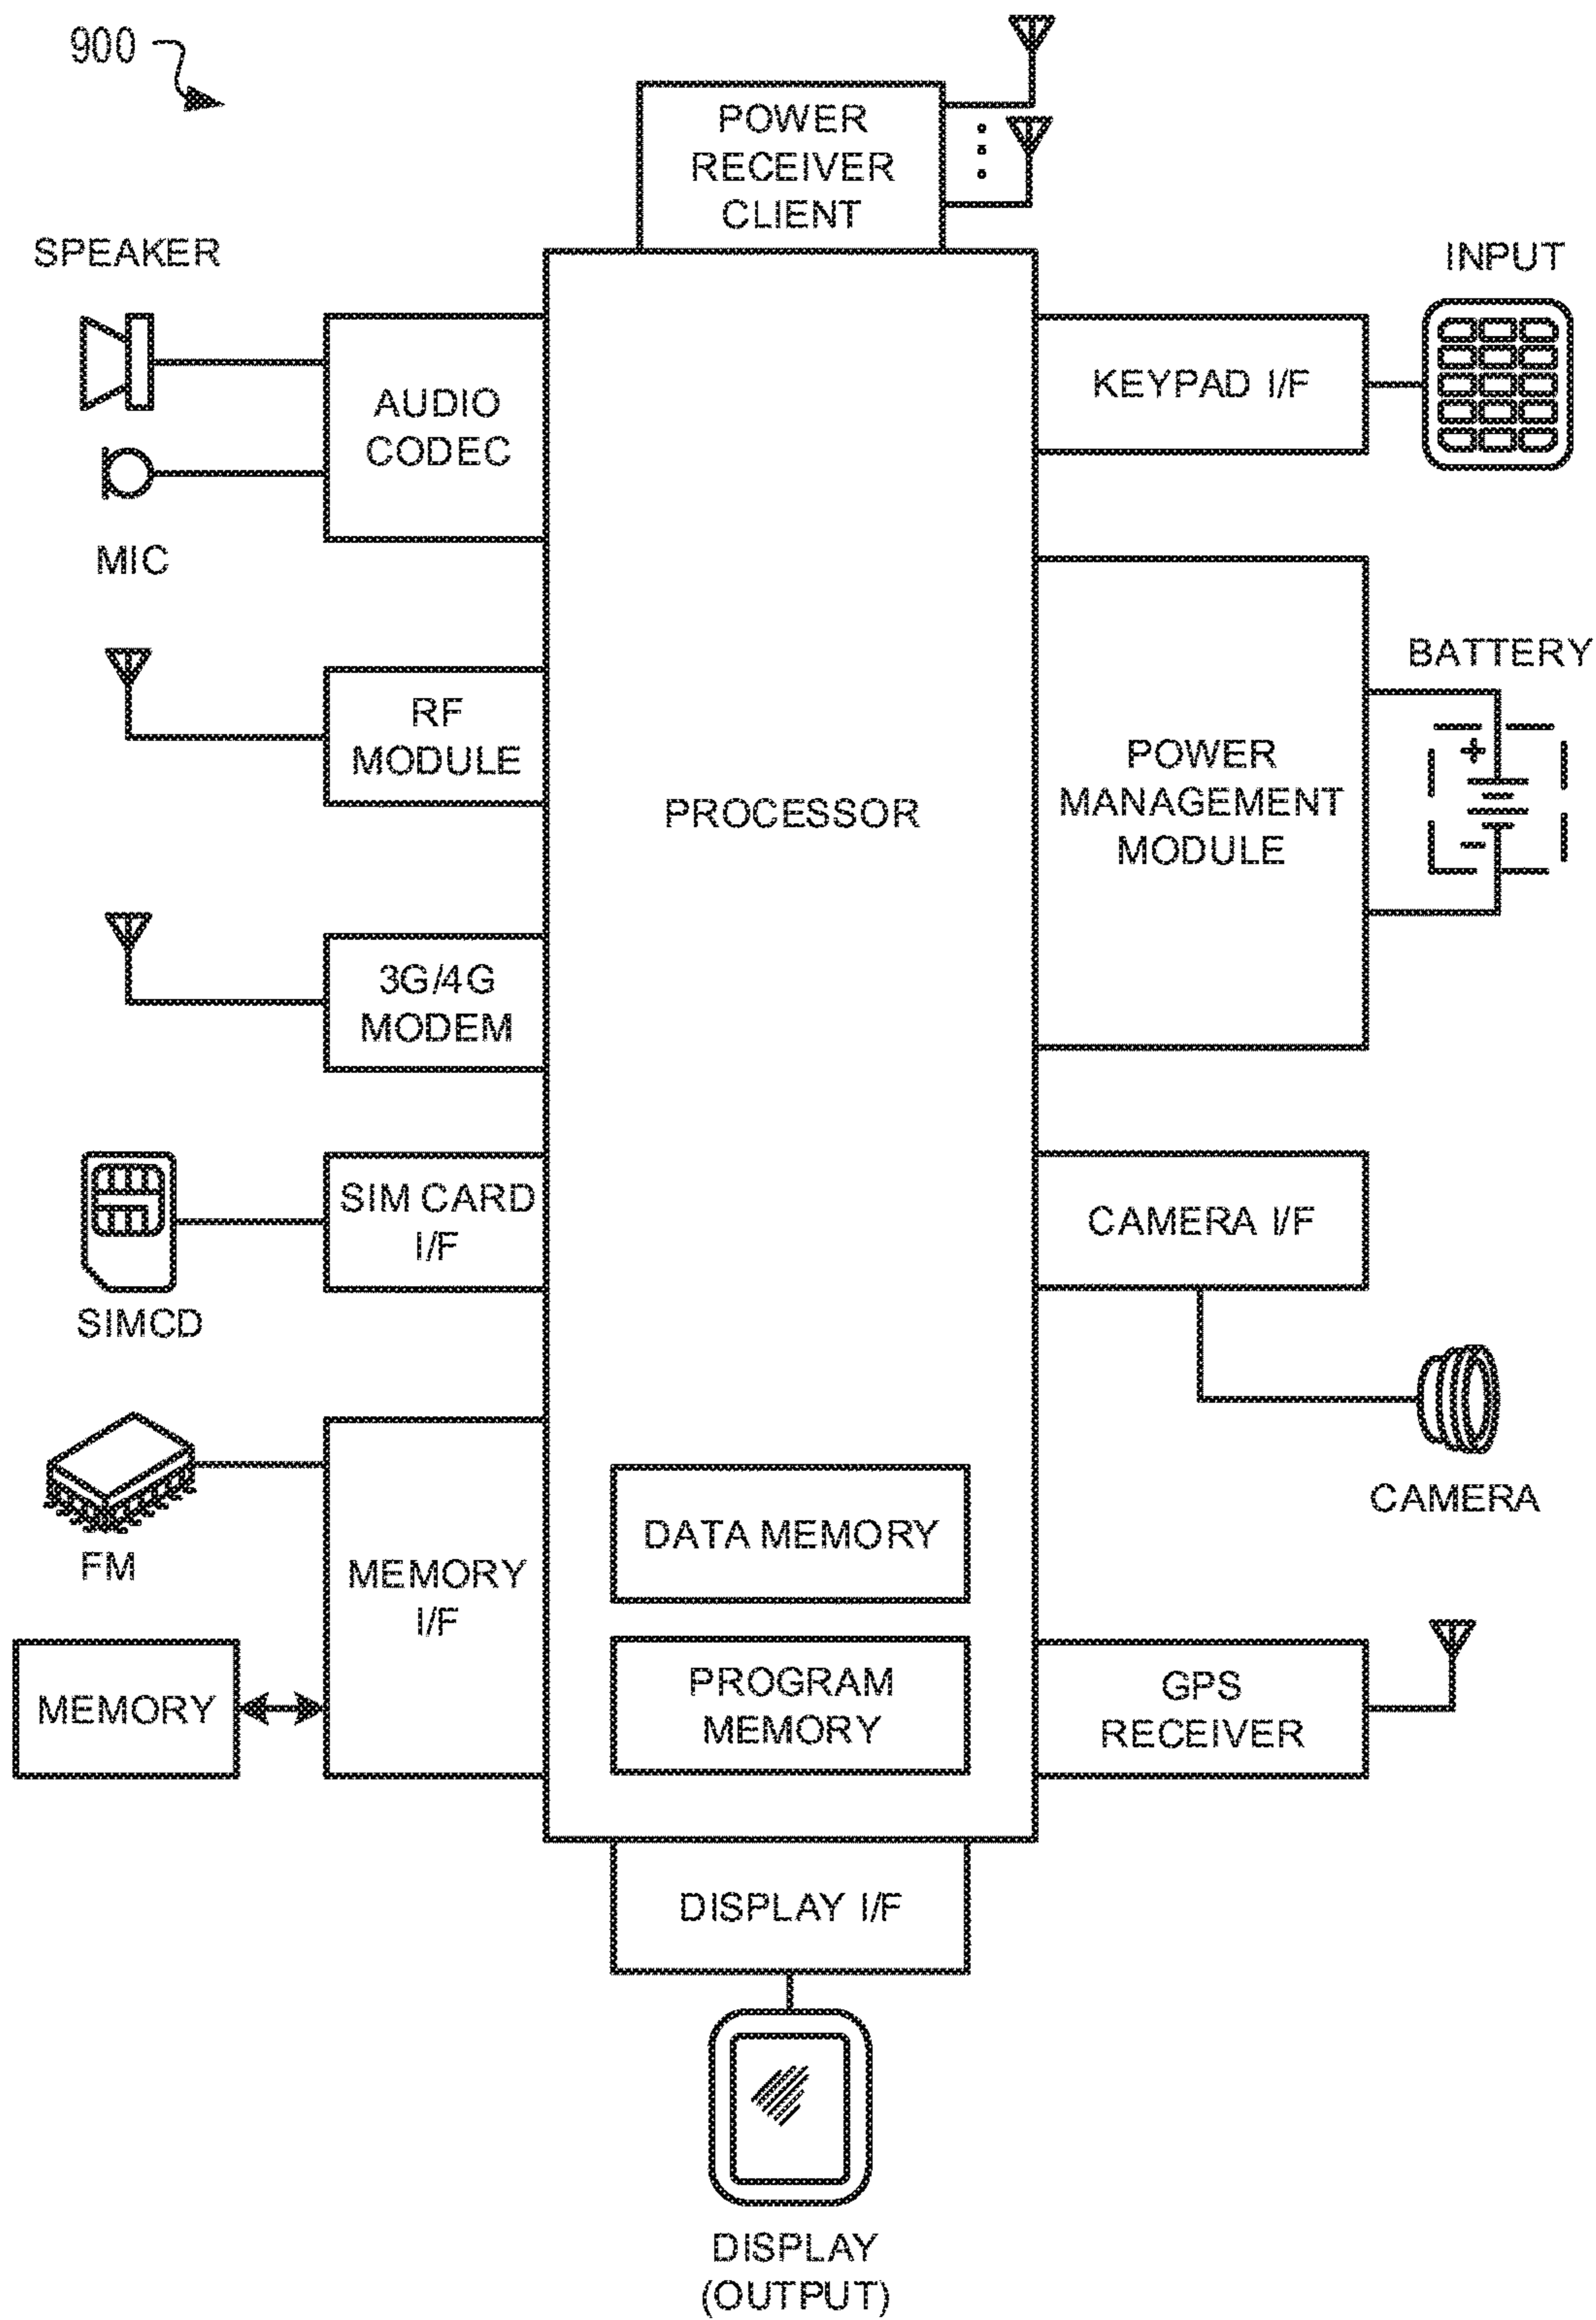 900
POWER
RECEIVER
CLIENT
SPEAKER
INPUT
AUDIO
CODEC
KEYPAD I/F
MIC
BATTERY
RF
MODULE
PROCESSOR
POWER
MANAGEMENT
MODULE
+
-
3G/4G
MODEM
SIM CARD
I/F
CAMERA I/F
SIMCD
CAMERA
DATA MEMORY
FM
MEMORY
I/F
MEMORY
PROGRAM
MEMORY
GPS
RECEIVER
DISPLAY I/F
DISPLAY
(OUTPUT)